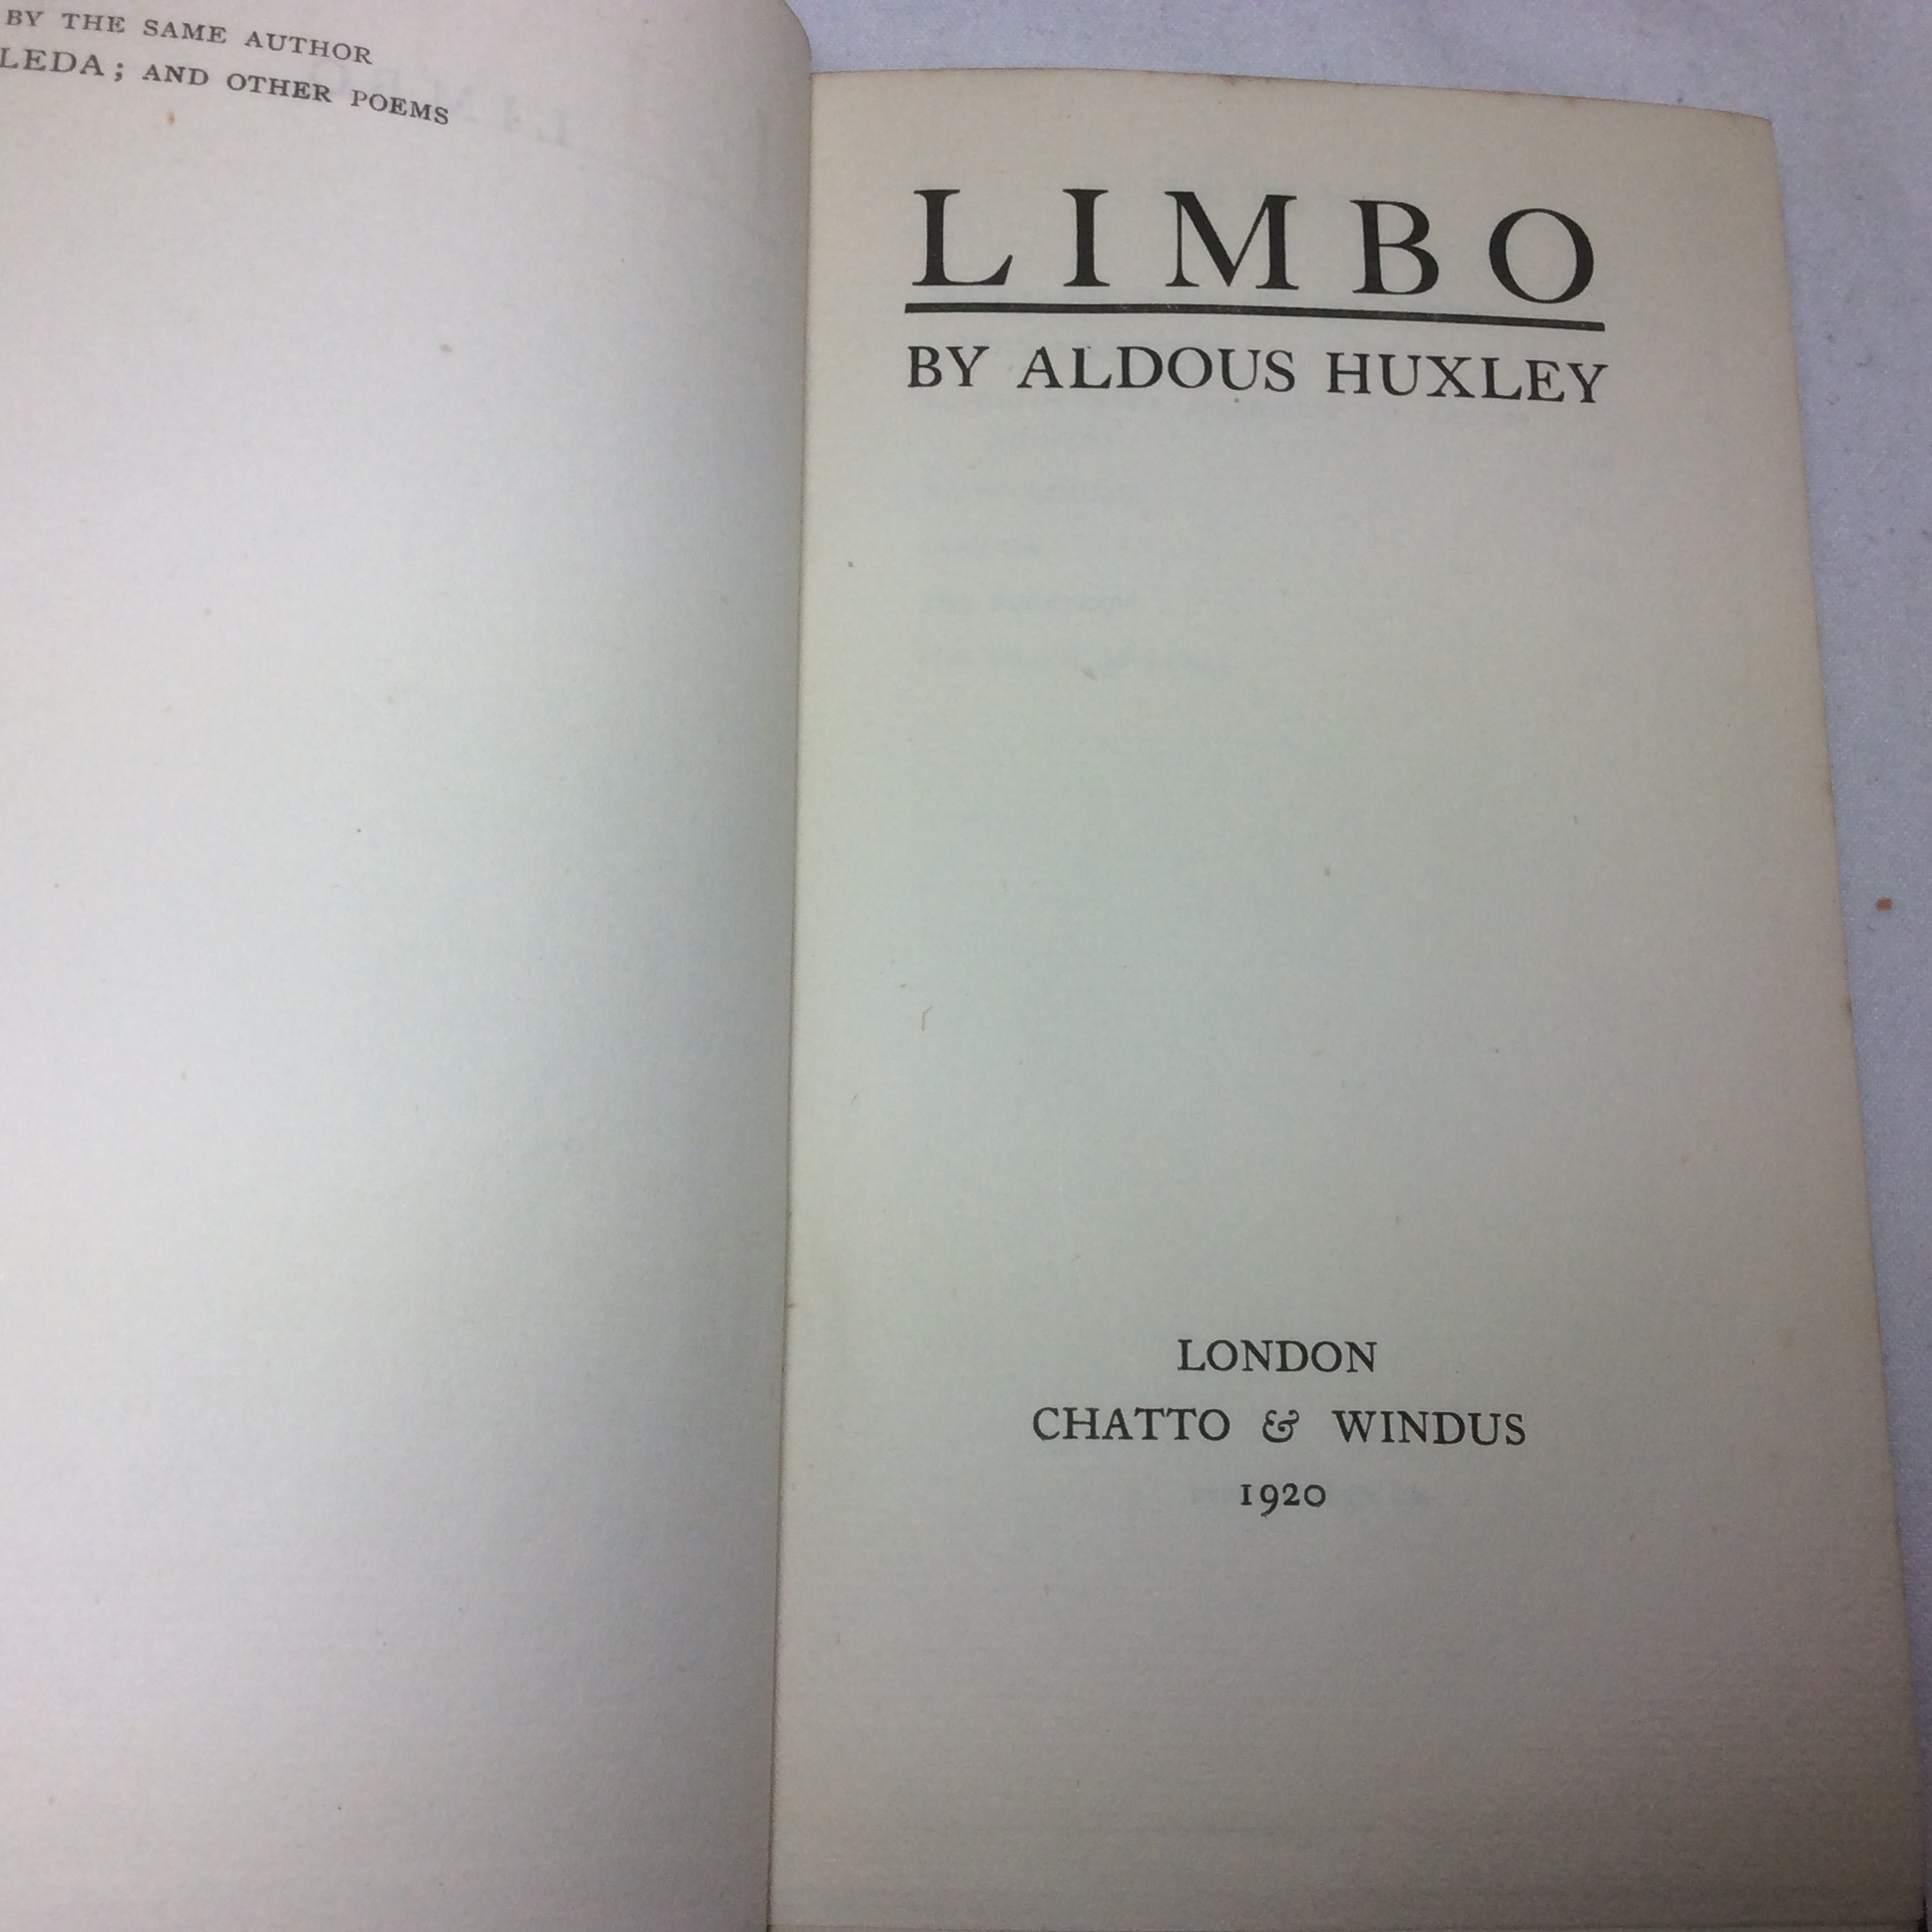 BY THE SAME AUTHOR
LEDA; AND OTHER POEMS
LIMBO
BY ALDOUS HUXLEY
LONDON
CHATTO & WINDUS
1920